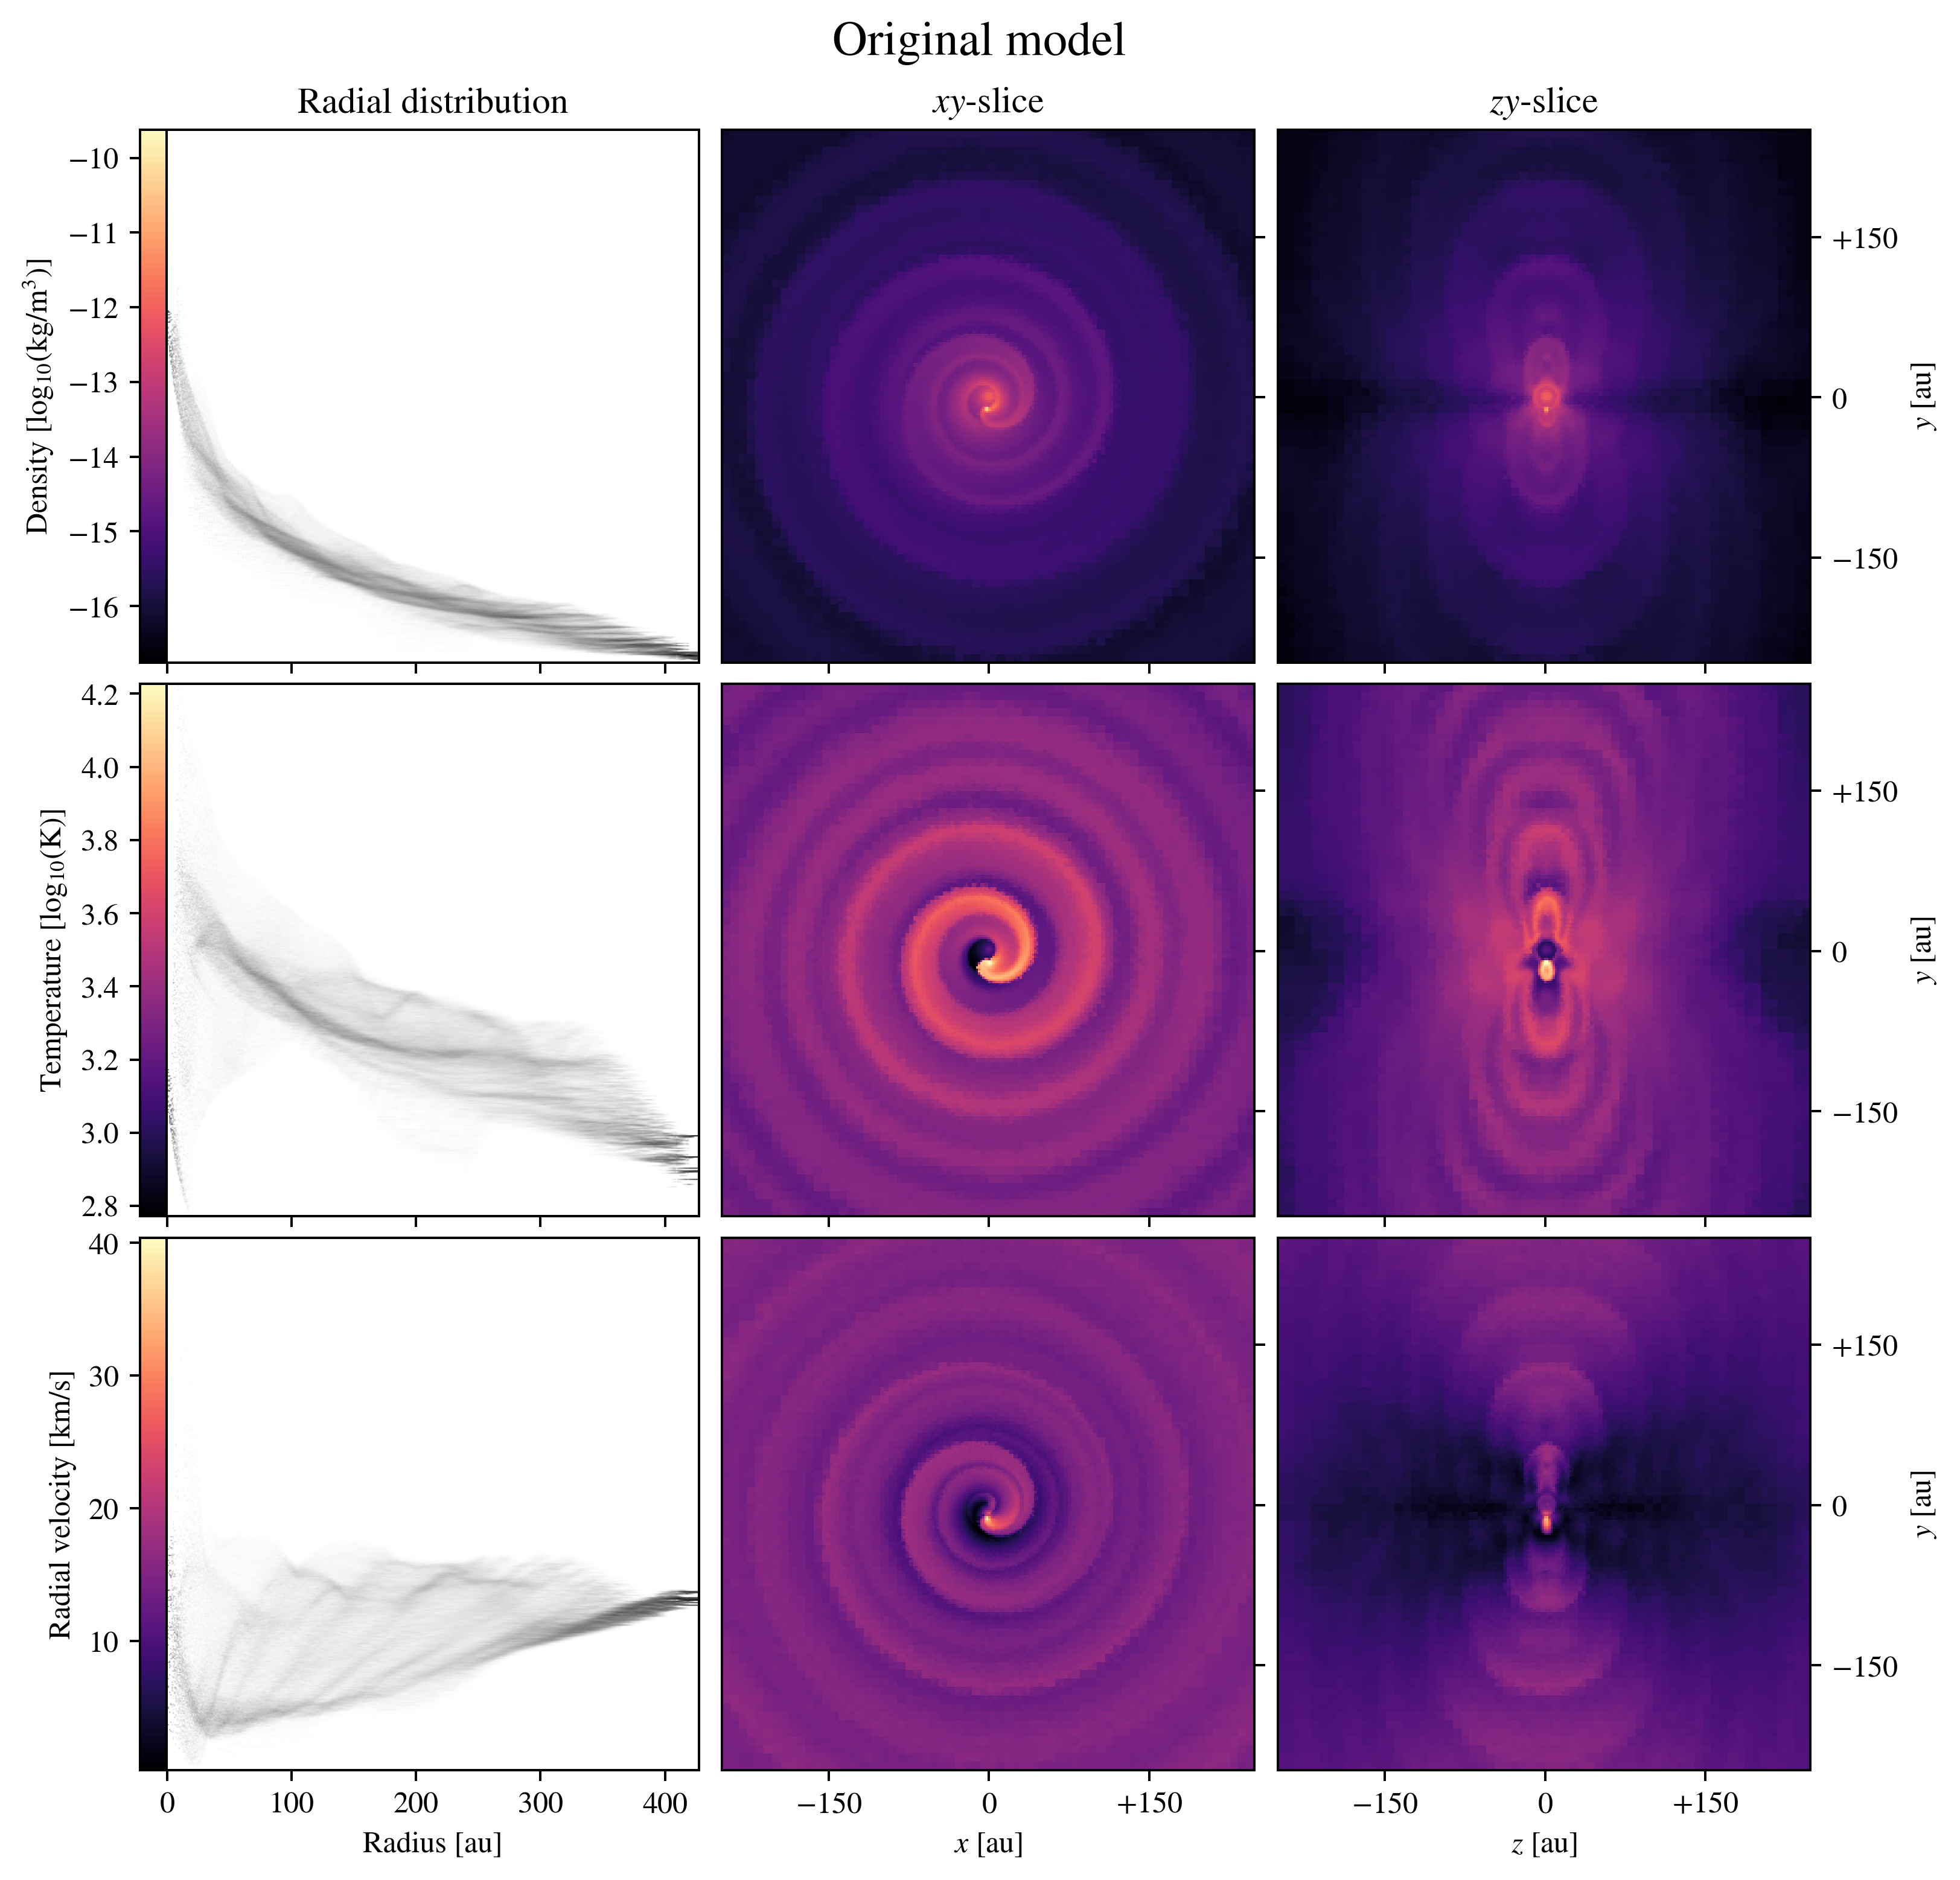 Original model
Radial distribution
xy-slice
zy-slice
Density [log₁₀(kg/m³)]
−10
−11
−12
−13
−14
−15
−16
+150
0
−150
y [au]
Temperature [log₁₀(K)]
4.2
4.0
3.8
3.6
3.4
3.2
3.0
2.8
+150
0
−150
y [au]
Radial velocity [km/s]
40
30
20
10
+150
0
−150
y [au]
0 100 200 300 400
−150 0 +150
−150 0 +150
Radius [au]
x [au]
z [au]